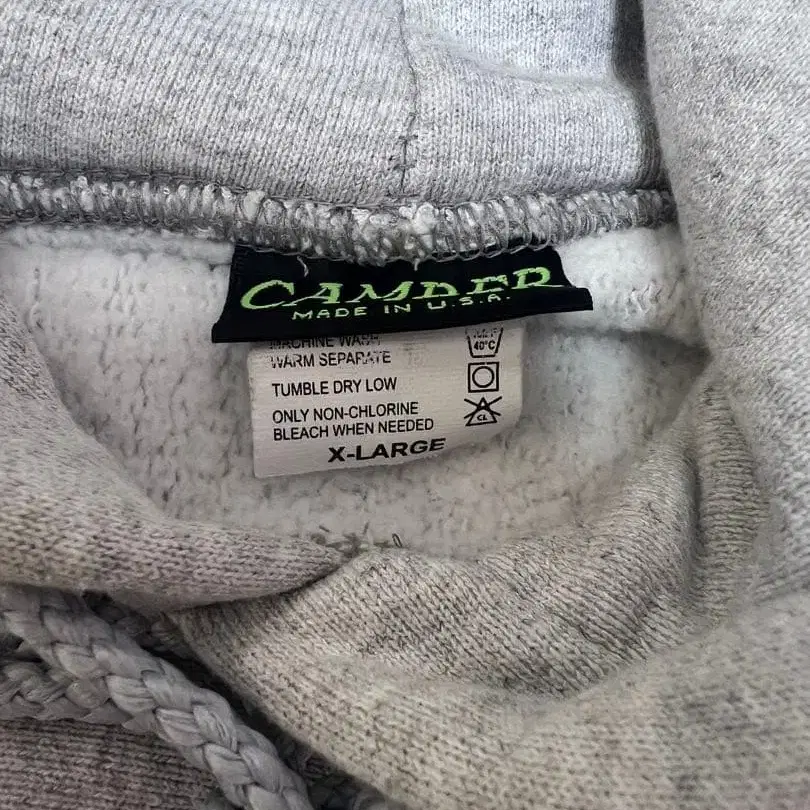 CAMBER
MADE IN U.S.A.
MACHINE WASH
WARM SEPARATE
TUMBLE DRY LOW
ONLY NON-CHLORINE
BLEACH WHEN NEEDED
X-LARGE
40°C
CL